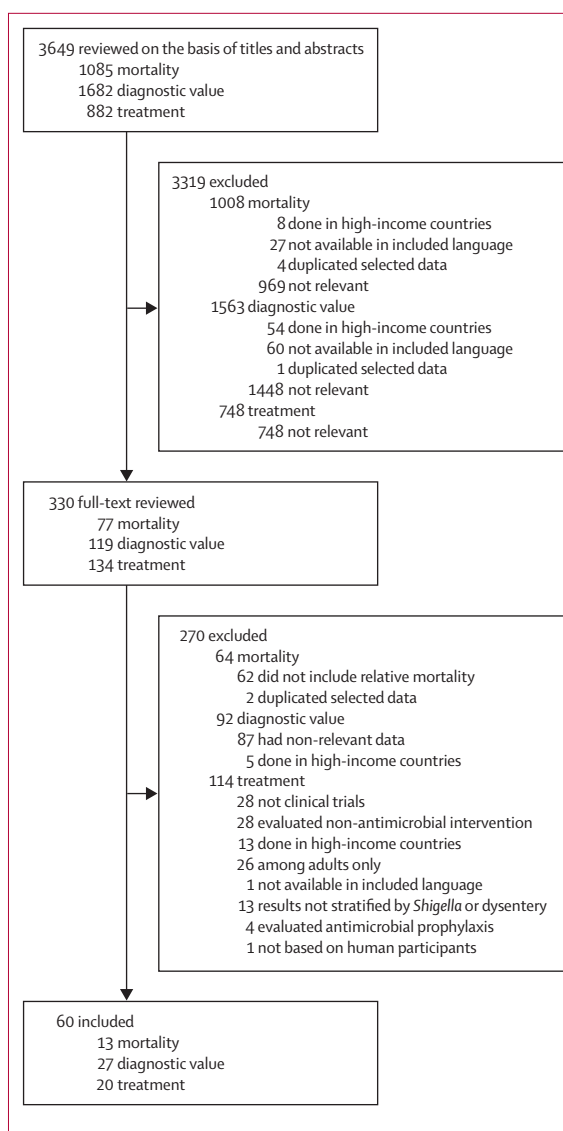 3649 reviewed on the basis of titles and abstracts
1085 mortality
1682 diagnostic value
882 treatment
3319 excluded
1008 mortality
8 done in high-income countries
27 not available in included language
4 duplicated selected data
969 not relevant
1563 diagnostic value
54 done in high-income countries
60 not available in included language
1 duplicated selected data
1448 not relevant
748 treatment
748 not relevant
330 full-text reviewed
77 mortality
119 diagnostic value
134 treatment
270 excluded
64 mortality
62 did not include relative mortality
2 duplicated selected data
92 diagnostic value
87 had non-relevant data
5 done in high-income countries
114 treatment
28 not clinical trials
28 evaluated non-antimicrobial intervention
13 done in high-income countries
26 among adults only
1 not available in included language
13 results not stratified by Shigella or dysentery
4 evaluated antimicrobial prophylaxis
1 not based on human participants
60 included
13 mortality
27 diagnostic value
20 treatment